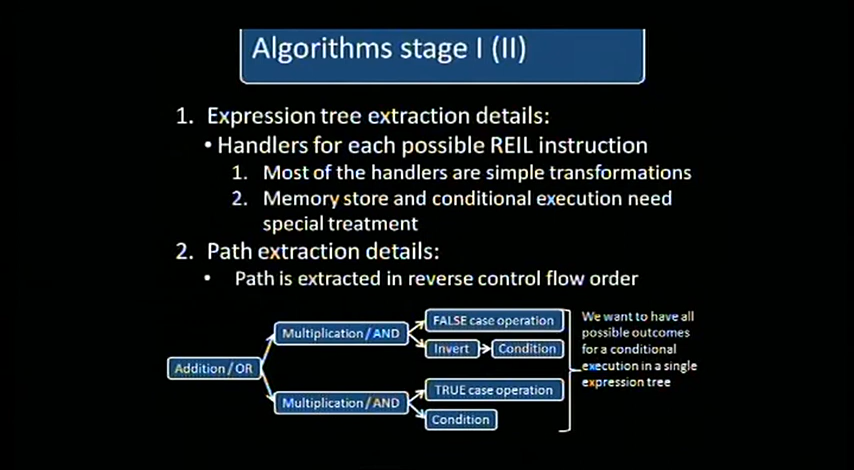 Algorithms stage I (II)
1. Expression tree extraction details:
• Handlers for each possible REIL instruction
1. Most of the handlers are simple transformations
2. Memory store and conditional execution need
special treatment
2. Path extraction details:
• Path is extracted in reverse control flow order
Addition / OR
Multiplication / AND
FALSE case operation
Invert
Condition
Multiplication / AND
TRUE case operation
Condition
We want to have all
possible outcomes
for a conditional
execution in a single
expression tree